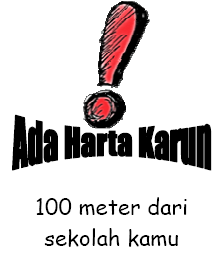 Ada Harta Karun
100 meter dari
sekolah kamu